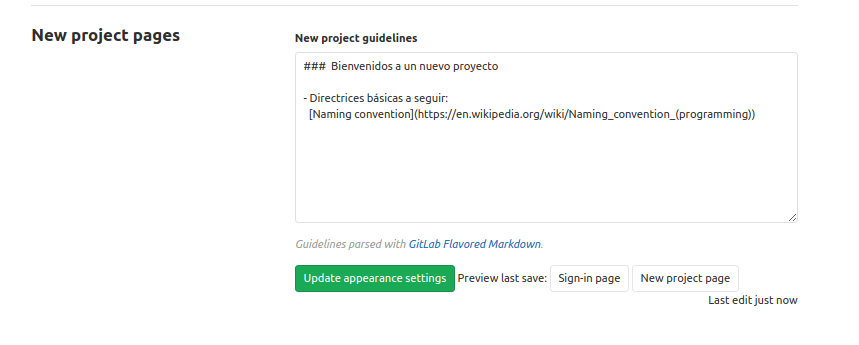 New project pages
New project guidelines
### Bienvenidos a un nuevo proyecto
- Directrices básicas a seguir:
[Naming convention](https://en.wikipedia.org/wiki/Naming_convention_(programming))
Guidelines parsed with GitLab Flavored Markdown.
Update appearance settings Preview last save: Sign-in page New project page
Last edit just now